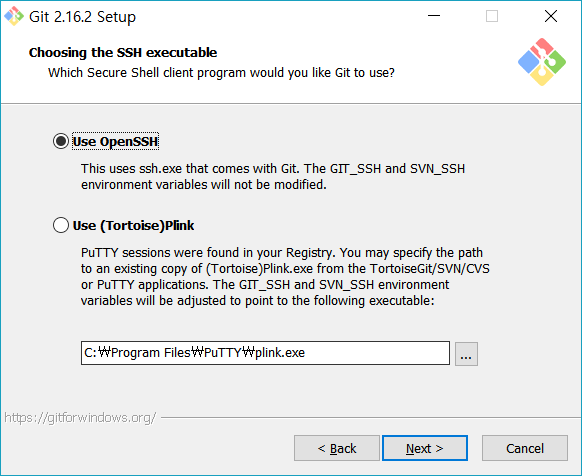 Git 2.16.2 Setup
Choosing the SSH executable
Which Secure Shell client program would you like Git to use?
Use OpenSSH
This uses ssh.exe that comes with Git. The GIT_SSH and SVN_SSH
environment variables will not be modified.
Use (Tortoise)Plink
PuTTY sessions were found in your Registry. You may specify the path
to an existing copy of (Tortoise)Plink.exe from the TortoiseGit/SVN/CVS
or PuTTY applications. The GIT_SSH and SVN_SSH environment
variables will be adjusted to point to the following executable:
C:₩Program Files₩PuTTY₩plink.exe
...
https://gitforwindows.org/
< Back
Next >
Cancel